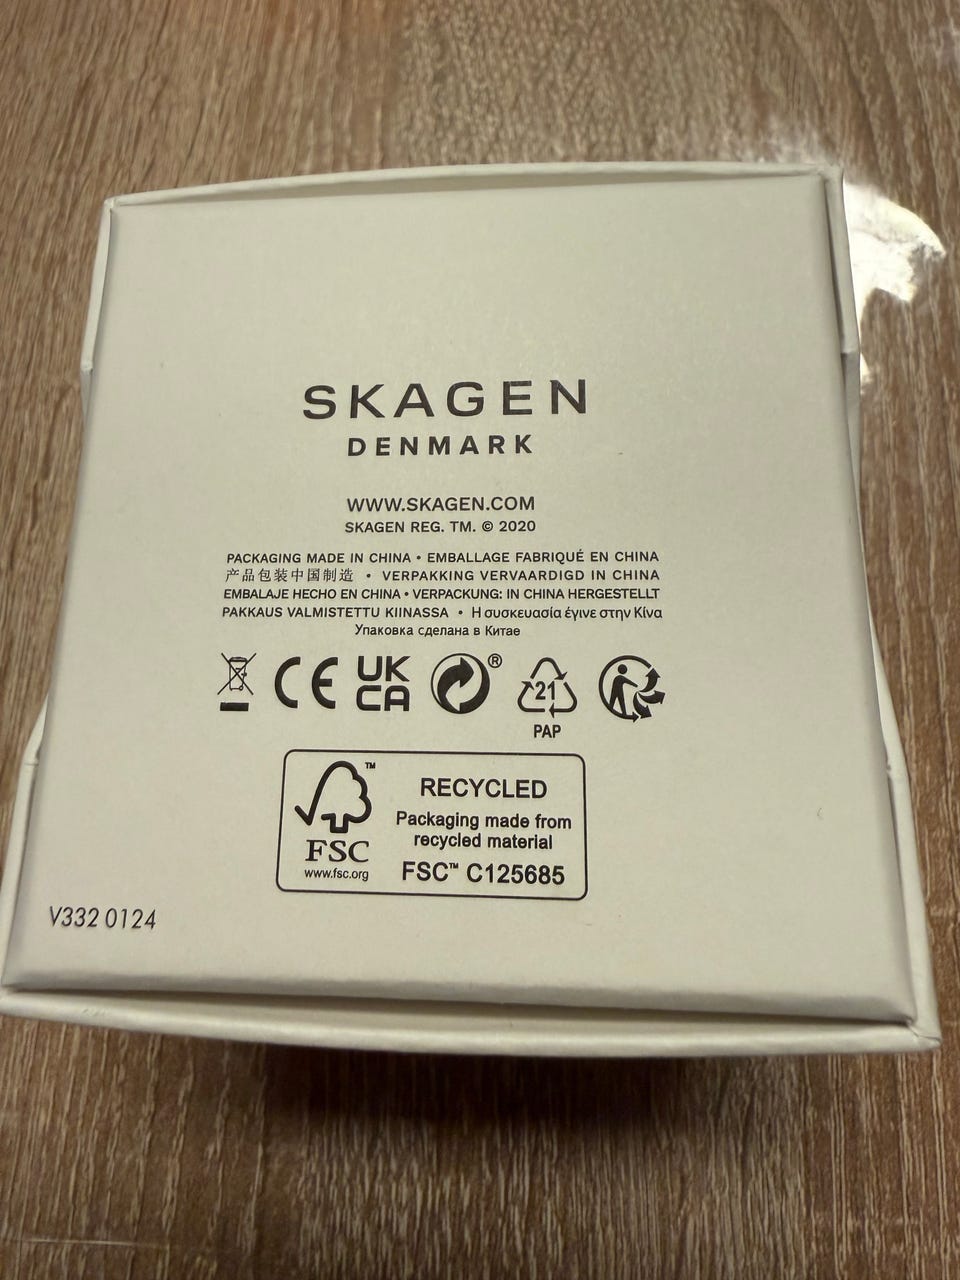 SKAGEN
DENMARK
WWW.SKAGEN.COM
SKAGEN REG. TM. © 2020
PACKAGING MADE IN CHINA • EMBALLAGE FABRIQUÉ EN CHINA
产品包装中国制造 • VERPAKKING VERVAARDIGD IN CHINA
EMBALAJE HECHO EN CHINA • VERPACKUNG: IN CHINA HERGESTELLT
PAKKAUS VALMISTETTU KIINASSA • Η συσκευασία έγινε στην Κίνα
Упаковка сделана в Китае
CE UK CA ® 21
PAP
™ RECYCLED
Packaging made from
recycled material
FSC
www.fsc.org
FSC™ C125685
V332 0124